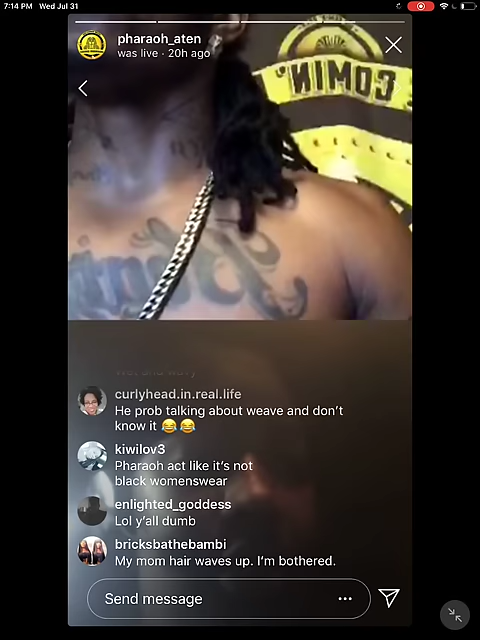 7:14 PM Wed Jul 31
pharaoh_aten
was live · 20h ago
COMIN'
curlyhead.in.real.life
He prob talking about weave and don't
know it 😂😂
kiwilov3
Pharaoh act like it's not
black womenswear
enlighted_goddess
Lol y'all dumb
bricksbathebambi
My mom hair waves up. I'm bothered.
Send message